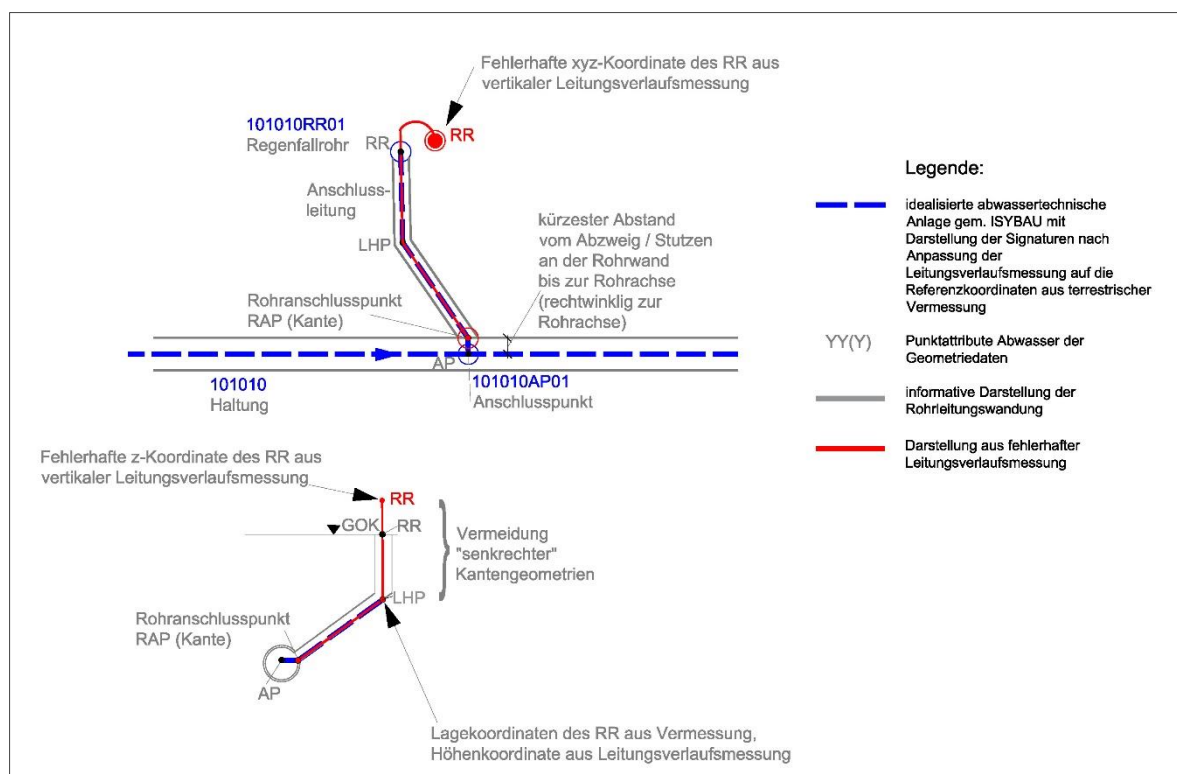 Fehlerhafte xyz-Koordinate des RR aus
vertikaler Leitungsverlaufsmessung
101010RR01
Regenfallrohr
RR
RR
Anschluss-
leitung
LHP
kürzester Abstand
vom Abzweig / Stutzen
an der Rohrwand
bis zur Rohrachse
(rechtwinklig zur
Rohrachse)
Rohranschlusspunkt
RAP (Kante)
AP
101010
Haltung
101010AP01
Anschlusspunkt
Legende:
idealisierte abwassertechnische
Anlage gem. ISYBAU mit
Darstellung der Signaturen nach
Anpassung der
Leitungsverlaufsmessung auf die
Referenzkoordinaten aus terrestrischer
Vermessung
YY(Y)
Punktattribute Abwasser der
Geometriedaten
informative Darstellung der
Rohrleitungswandung
Darstellung aus fehlerhafter
Leitungsverlaufsmessung
Fehlerhafte z-Koordinate des RR aus
vertikaler Leitungsverlaufsmessung
RR
GOK
RR
Vermeidung
"senkrechter"
Kantengeometrien
LHP
Rohranschlusspunkt
RAP (Kante)
AP
Lagekoordinaten des RR aus Vermessung,
Höhenkoordinate aus Leitungsverlaufsmessung